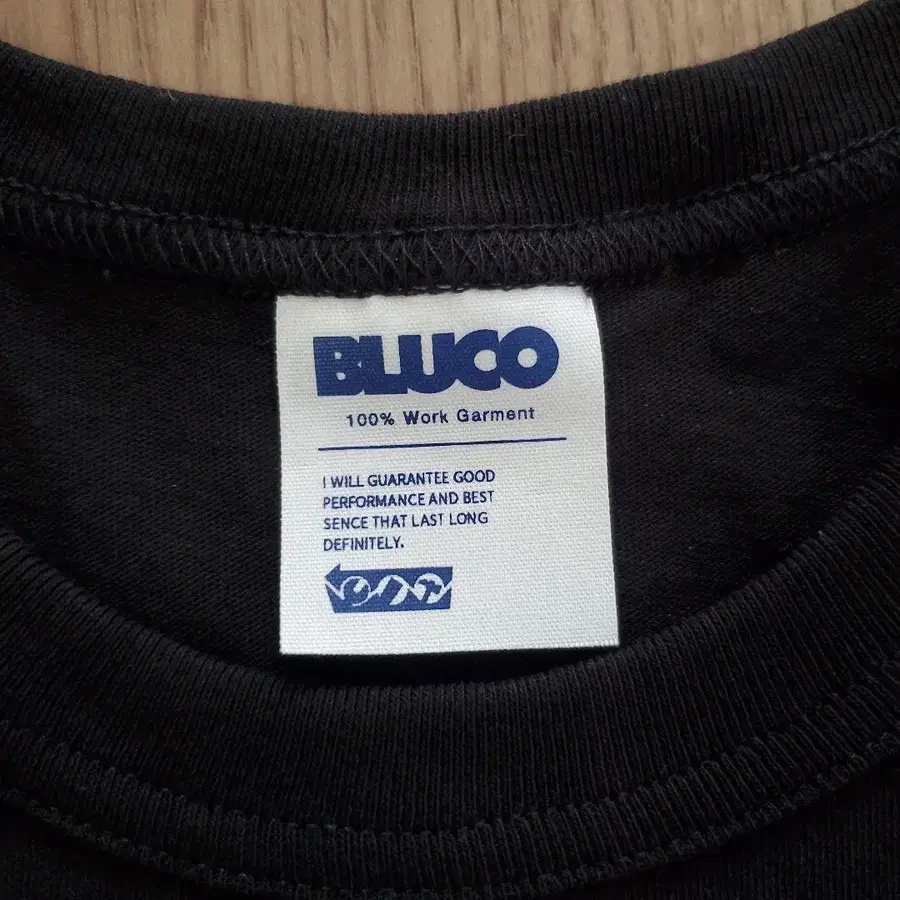 BLUCO
100% Work Garment
I WILL GUARANTEE GOOD
PERFORMANCE AND BEST
SENCE THAT LAST LONG
DEFINITELY.